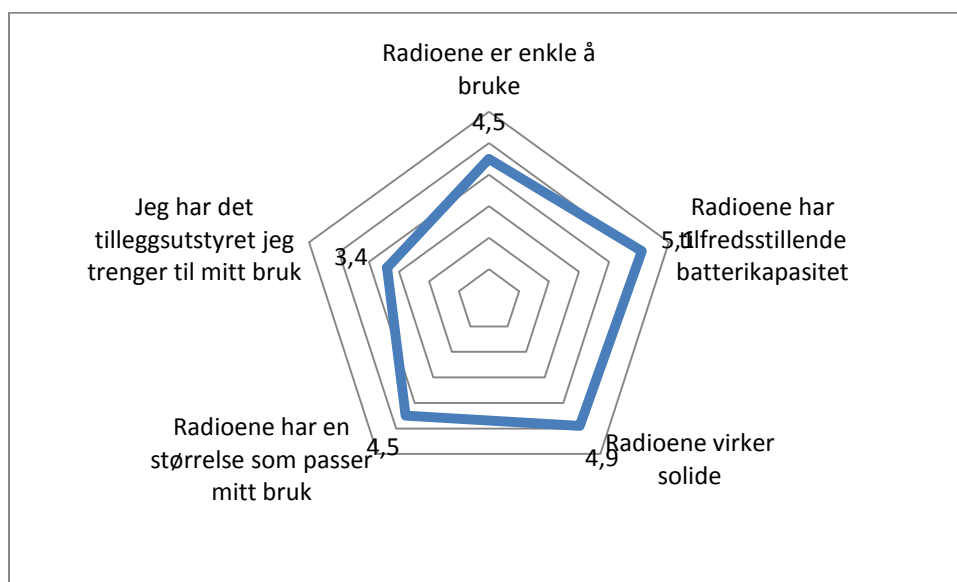 Radioene er enkle å
bruke
4,5
Radioene har
tilfredsstillende
batterikapasitet
5,1
Radioene virker
solide
4,9
Radioene har en
størrelse som passer
mitt bruk
4,5
Jeg har det
tilleggsutstyret jeg
trenger til mitt bruk
3,4